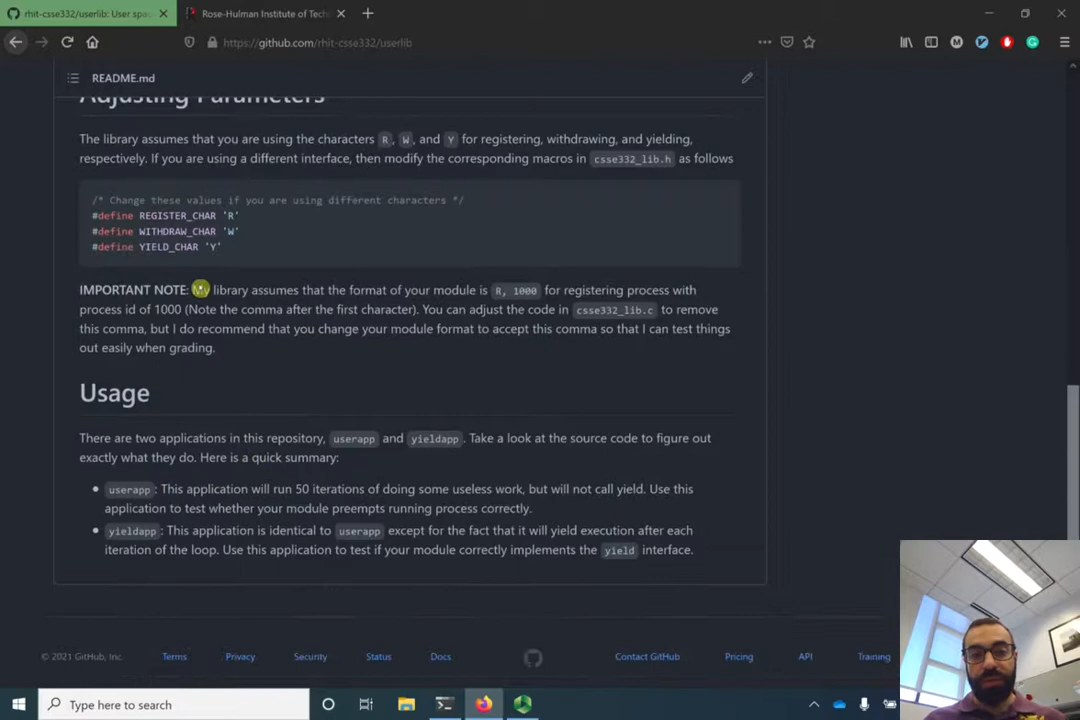 rhit-csse332/userlib: User spac
Rose-Hulman Institute of Tech
https://github.com/rhit-csse332/userlib
README.md
Adjusting Parameters
The library assumes that you are using the characters R, W, and Y for registering, withdrawing, and yielding,
respectively. If you are using a different interface, then modify the corresponding macros in csse332_lib.h as follows
/* Change these values if you are using different characters */
#define REGISTER_CHAR 'R'
#define WITHDRAW_CHAR 'W'
#define YIELD_CHAR 'Y'
IMPORTANT NOTE: My library assumes that the format of your module is R, 1000 for registering process with
process id of 1000 (Note the comma after the first character). You can adjust the code in csse332_lib.c to remove
this comma, but I do recommend that you change your module format to accept this comma so that I can test things
out easily when grading.
Usage
There are two applications in this repository, userapp and yieldapp. Take a look at the source code to figure out
exactly what they do. Here is a quick summary:
userapp: This application will run 50 iterations of doing some useless work, but will not call yield. Use this
application to test whether your module preempts running process correctly.
yieldapp: This application is identical to userapp except for the fact that it will yield execution after each
iteration of the loop. Use this application to test if your module correctly implements the yield interface.
© 2021 GitHub, Inc. Terms Privacy Security Status Docs Contact GitHub Pricing API Training
Type here to search